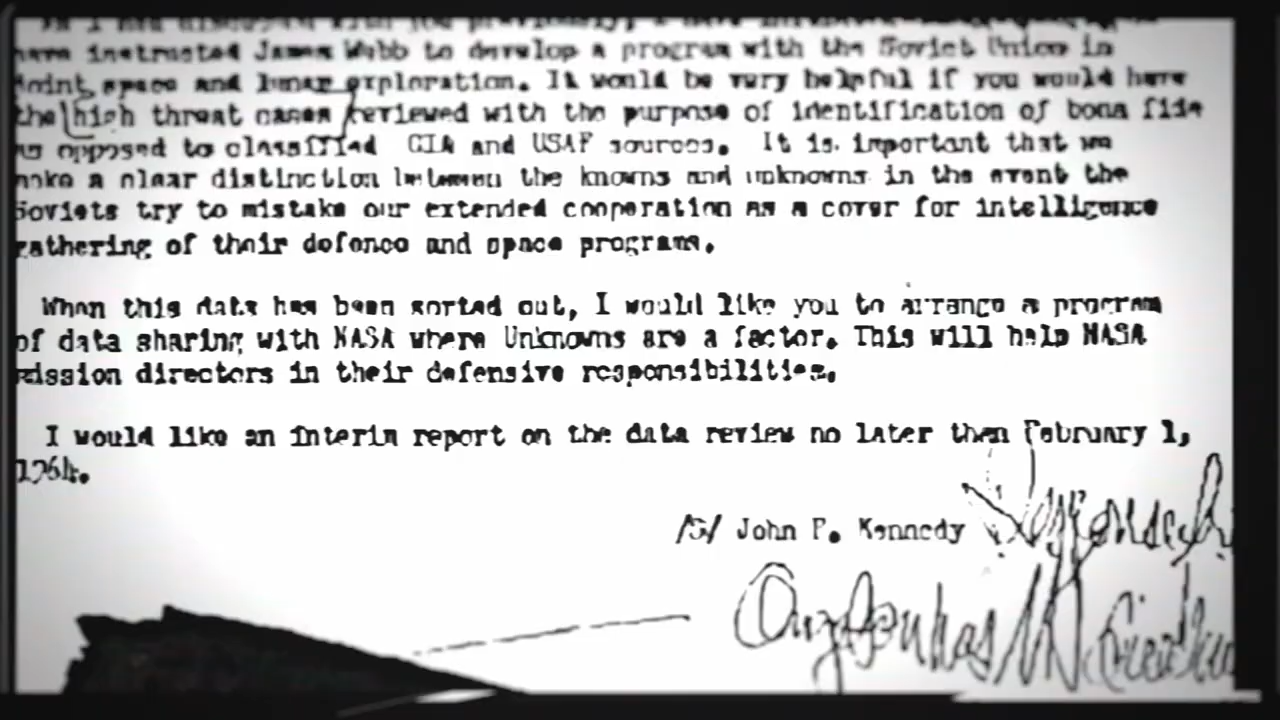 have instructed James Webb to develop a program with the Soviet Union in
joint space and lunar exploration. It would be very helpful if you would have
the high threat cases reviewed with the purpose of identification of bona fide
as opposed to classified CIA and USAF sources. It is important that we
make a clear distinction between the knowns and unknowns in the event the
Soviets try to mistake our extended cooperation as a cover for intelligence
gathering of their defence and space programs.
When this data has been sorted out, I would like you to arrange a program
of data sharing with NASA where Unknowns are a factor. This will help NASA
mission directors in their defensive responsibilities.
I would like an interim report on the data review no later than February 1,
1964.
/S/ John F. Kennedy